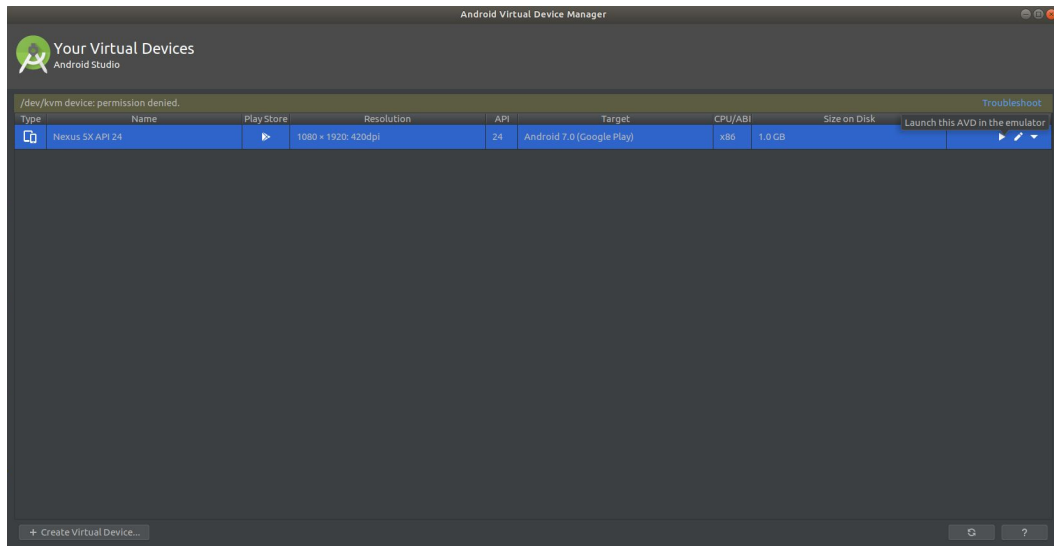 Android Virtual Device Manager
Your Virtual Devices
Android Studio
/dev/kvm device: permission denied. Troubleshoot
Type Name Play Store Resolution API Target CPU/ABI Size on Disk
Launch this AVD in the emulator
Nexus 5X API 24 1080 × 1920: 420dpi 24 Android 7.0 (Google Play) x86 1.0 GB
+ Create Virtual Device... ?